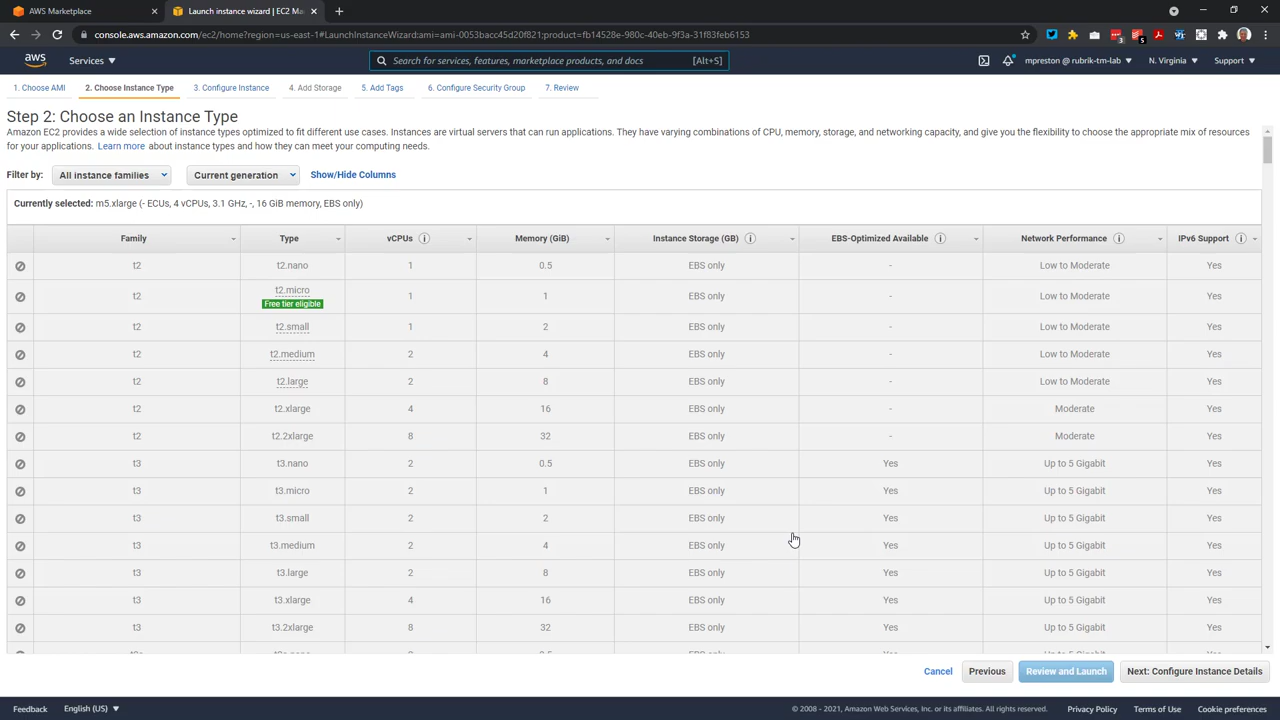 AWS Marketplace
Launch instance wizard | EC2 Ma
console.aws.amazon.com/ec2/home?region=us-east-1#LaunchInstanceWizard:ami=ami-0053bacc45d20f821;product=fb14528e-980c-40eb-9f3a-31f83feb6153
aws
Services
Search for services, features, marketplace products, and docs [Alt+S]
mpreston @ rubrik-tm-lab
N. Virginia
Support
1. Choose AMI
2. Choose Instance Type
3. Configure Instance
4. Add Storage
5. Add Tags
6. Configure Security Group
7. Review
Step 2: Choose an Instance Type
Amazon EC2 provides a wide selection of instance types optimized to fit different use cases. Instances are virtual servers that can run applications. They have varying combinations of CPU, memory, storage, and networking capacity, and give you the flexibility to choose the appropriate mix of resources
for your applications. Learn more about instance types and how they can meet your computing needs.
Filter by: All instance families Current generation Show/Hide Columns
Currently selected: m5.xlarge (- ECUs, 4 vCPUs, 3.1 GHz, -, 16 GiB memory, EBS only)
Family Type vCPUs Memory (GiB) Instance Storage (GB) EBS-Optimized Available Network Performance IPv6 Support
t2 t2.nano 1 0.5 EBS only - Low to Moderate Yes
t2 t2.micro 1 1 EBS only - Low to Moderate Yes
Free tier eligible
t2 t2.small 1 2 EBS only - Low to Moderate Yes
t2 t2.medium 2 4 EBS only - Low to Moderate Yes
t2 t2.large 2 8 EBS only - Low to Moderate Yes
t2 t2.xlarge 4 16 EBS only - Moderate Yes
t2 t2.2xlarge 8 32 EBS only - Moderate Yes
t3 t3.nano 2 0.5 EBS only Yes Up to 5 Gigabit Yes
t3 t3.micro 2 1 EBS only Yes Up to 5 Gigabit Yes
t3 t3.small 2 2 EBS only Yes Up to 5 Gigabit Yes
t3 t3.medium 2 4 EBS only Yes Up to 5 Gigabit Yes
t3 t3.large 2 8 EBS only Yes Up to 5 Gigabit Yes
t3 t3.xlarge 4 16 EBS only Yes Up to 5 Gigabit Yes
t3 t3.2xlarge 8 32 EBS only Yes Up to 5 Gigabit Yes
Cancel Previous Review and Launch Next: Configure Instance Details
Feedback English (US) © 2008 - 2021, Amazon Web Services, Inc. or its affiliates. All rights reserved. Privacy Policy Terms of Use Cookie preferences